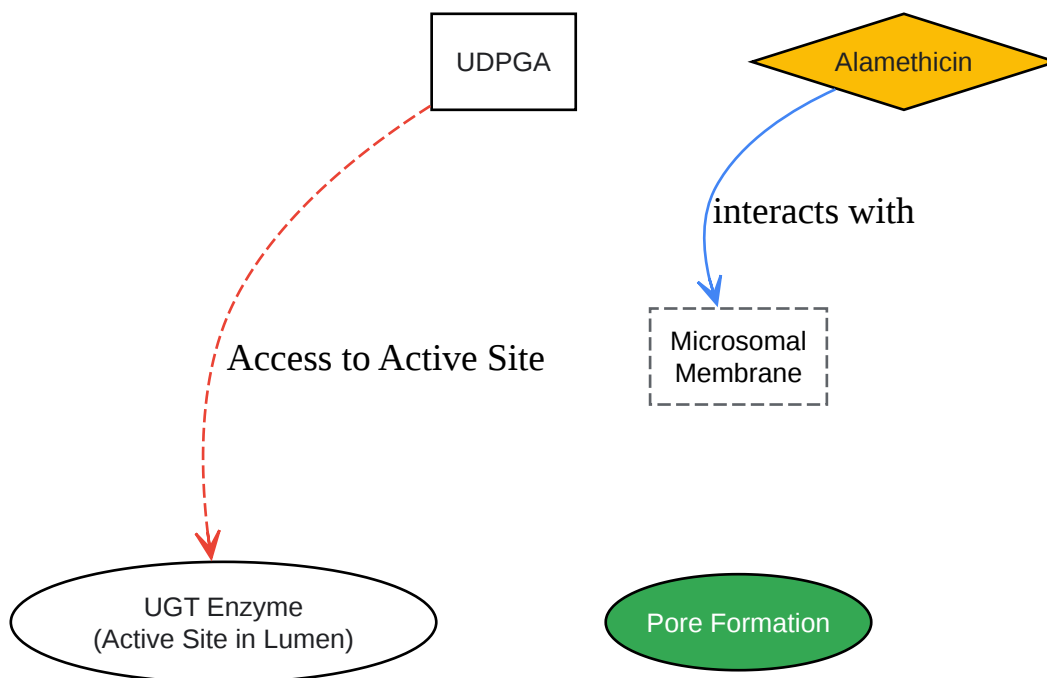 UDPGA
Alamethicin
interacts with
Microsomal
Membrane
Access to Active Site
UGT Enzyme
(Active Site in Lumen)
Pore Formation